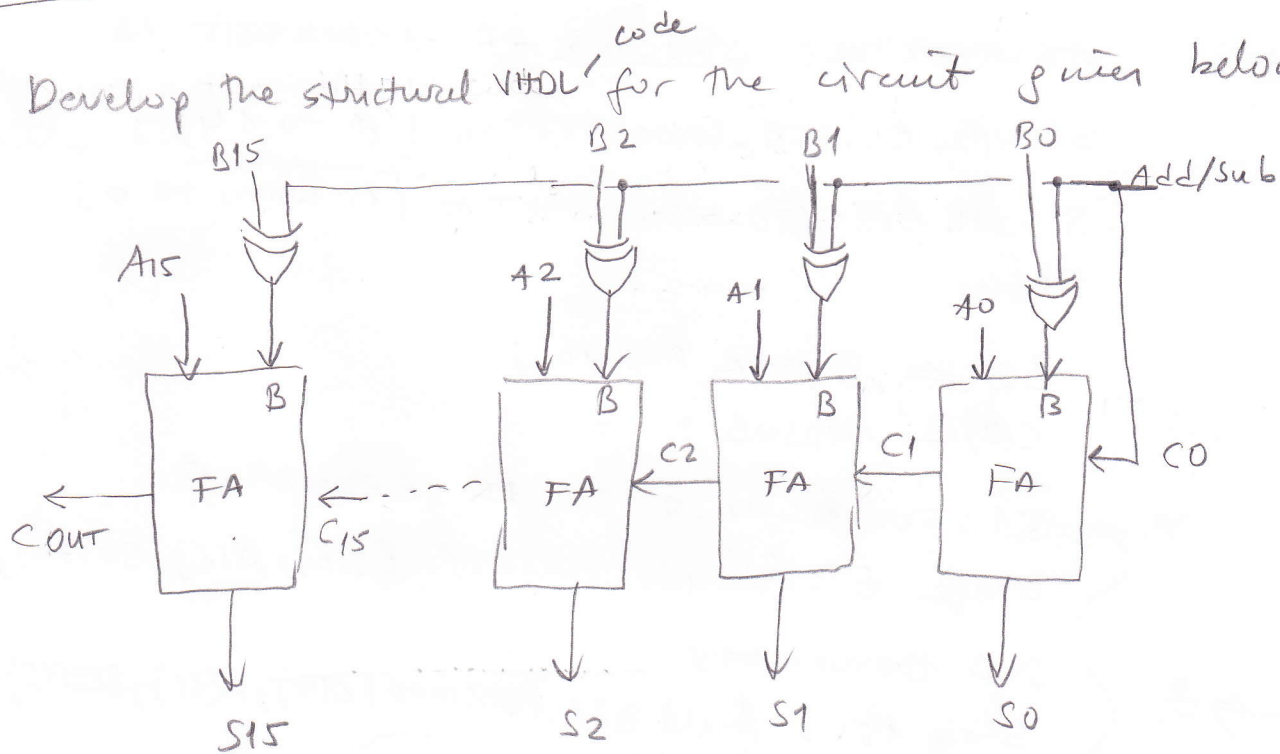 code
Develop the structural VHDL for the circuit given below
B15 B2 B1 B0
Add/Sub
A15 A2 A1 A0
B B B B
FA FA FA FA
C2 C1 C0
COUT C15
S15 S2 S1 S0